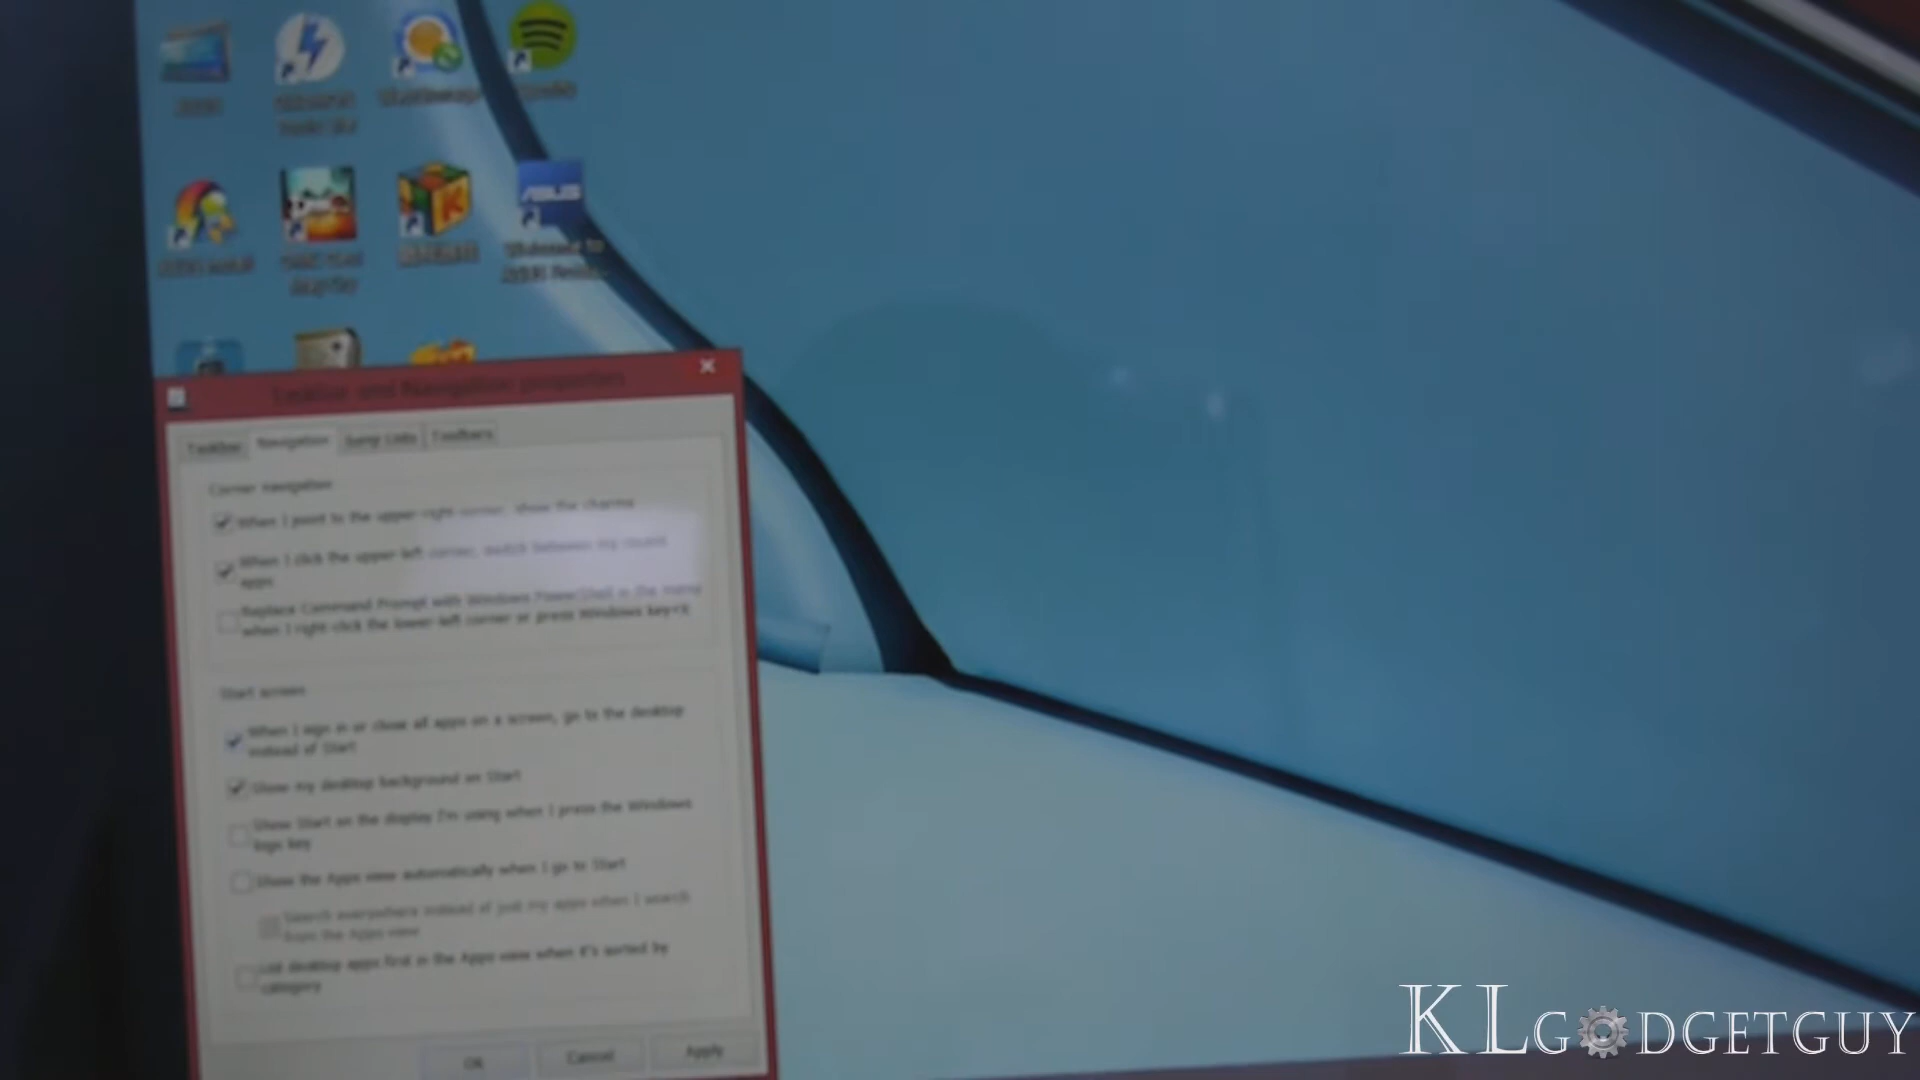 ASUS
Welcome to
Taskbar and Navigation properties
Taskbar Navigation Jump Lists Toolbars
Corner navigation
When I point to the upper-right corner, show the charms
When I click the upper-left corner, switch between my recent
apps
Replace Command Prompt with Windows PowerShell in the menu
when I right-click the lower-left corner or press Windows key+X
Start screen
When I sign in or close all apps on a screen, go to the desktop
instead of Start
Show my desktop background on Start
Show Start on the display I'm using when I press the Windows
logo key
Show the Apps view automatically when I go to Start
Search everywhere instead of just my apps when I search
from the Apps view
List desktop apps first in the Apps view when it's sorted by
category
OK Cancel Apply
KLGADGETGUY